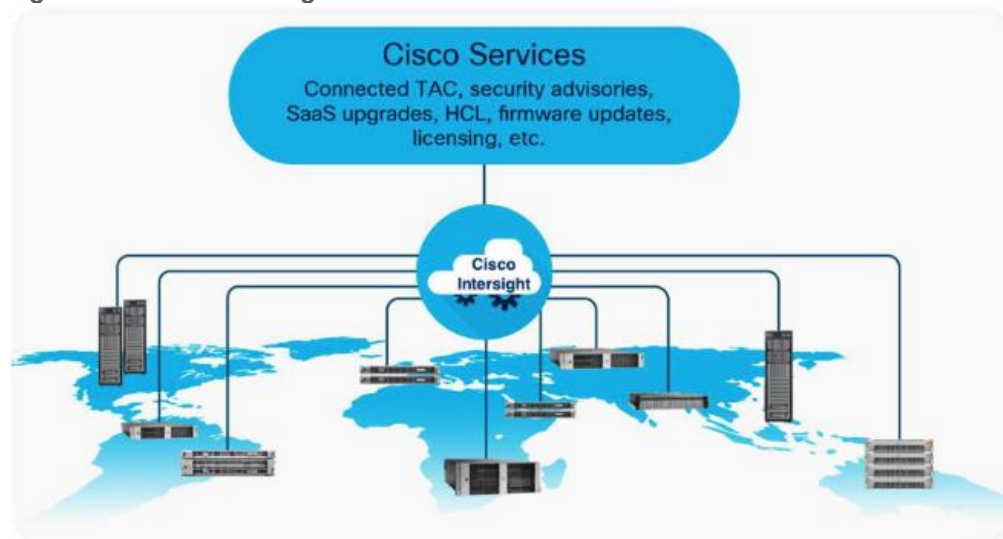 Cisco Services
Connected TAC, security advisories,
SaaS upgrades, HCL, firmware updates,
licensing, etc.
Cisco
Intersight